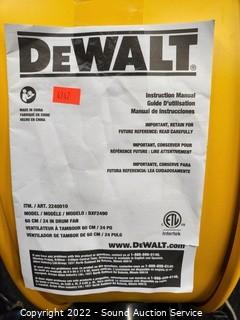 DEWALT
4747
MADE IN CHINA
FABRIQUÉ EN CHINE
HECHO EN CHINA
Instruction Manual
Guide D'utilisation
Manual de Instrucciones
IMPORTANT, RETAIN FOR
FUTURE REFERENCE: READ CAREFULLY
IMPORTANT, CONSERVER POUR
RÉFÉRENCE FUTURE : LIRE ATTENTIVEMENT
IMPORTANTE, CONSERVE PARA
FUTURA REFERENCIA: LEA CUIDADOSAMENTE
ITM. / ART. 2240010
MODEL / MODÈLE / MODELO : DXF2490
60 CM / 24 IN DRUM FAN
VENTILATEUR À TAMBOUR 60 CM / 24 PO
VENTILADOR DE TAMBOR DE 60 CM / 24 PULG
ETL
Intertek
www.DEWALT.com
Copyright 2022 - Sound Auction Service